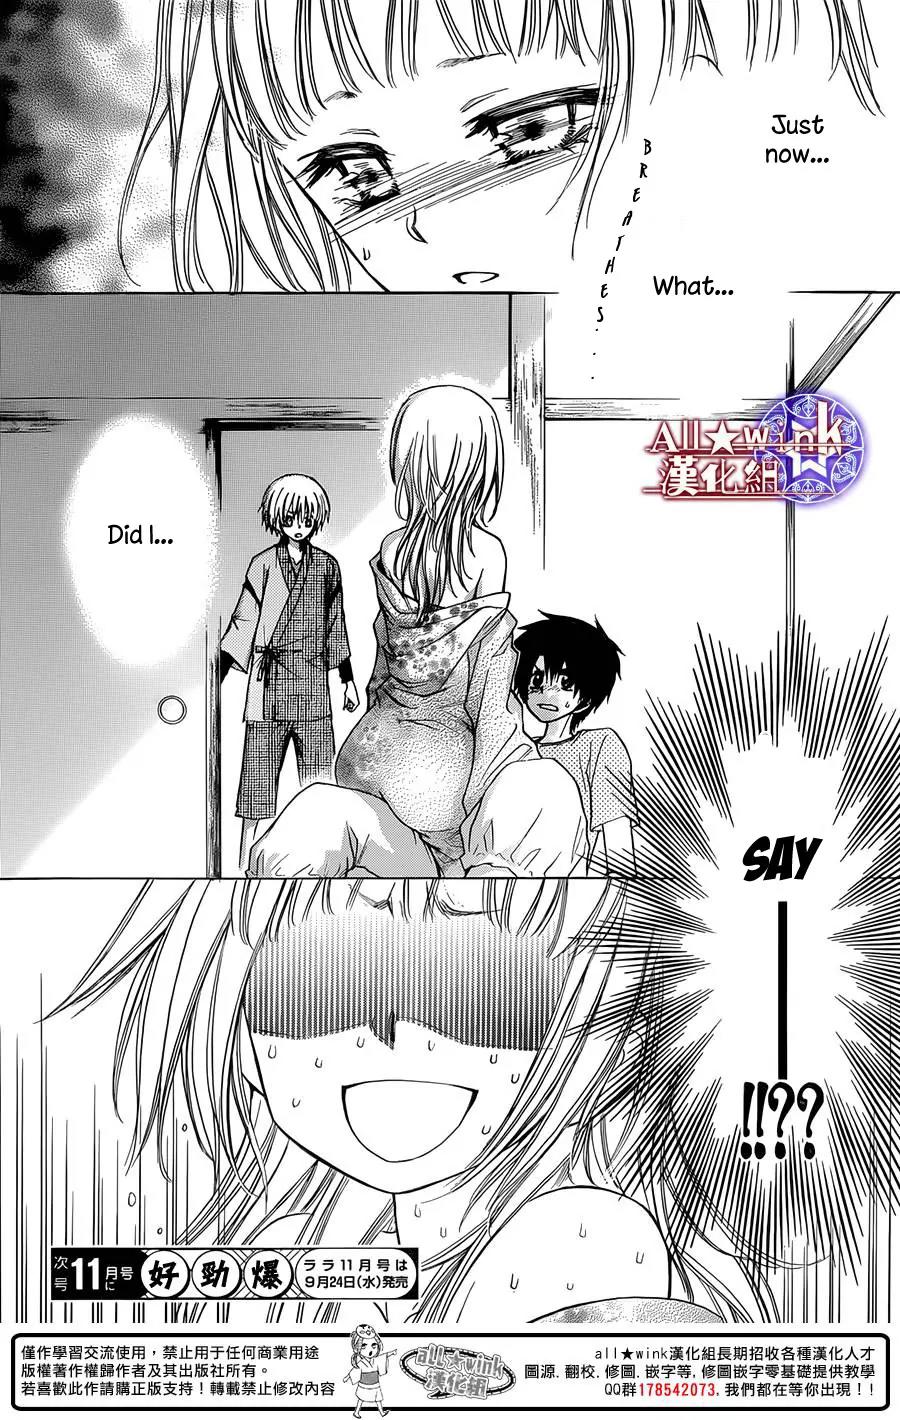 Just
now...
BREATHES...
What...
All★wink
漢化組
Did I...
SAY
!!??
次号11月号に
好勁爆
ララ11月号は
9月24日(水)発売
僅作學習交流使用，禁止用于任何商業用途
版權著作權歸作者及其出版社所有。
若喜歡此作請購正版支持！轉載禁止修改內容
all★wink
漢化組
all★wink漢化組長期招收各種漢化人才
圖源.翻校.修圖.嵌字等,修圖嵌字零基礎提供教學
QQ群178542073,我們都在等你出現!!